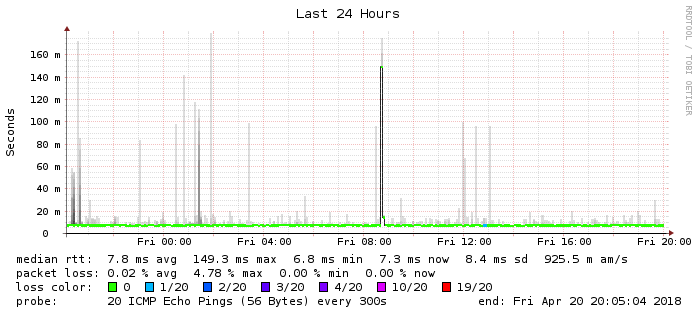 Last 24 Hours
RRDTOOL / TOBI OETIKER
Seconds
160 m
140 m
120 m
100 m
80 m
60 m
40 m
20 m
0
Fri 00:00 Fri 04:00 Fri 08:00 Fri 12:00 Fri 16:00 Fri 20:00
median rtt: 7.8 ms avg 149.3 ms max 6.8 ms min 7.3 ms now 8.4 ms sd 925.5 m am/s
packet loss: 0.02 % avg 4.78 % max 0.00 % min 0.00 % now
loss color: 0 1/20 2/20 3/20 4/20 10/20 19/20
probe: 20 ICMP Echo Pings (56 Bytes) every 300s end: Fri Apr 20 20:05:04 2018